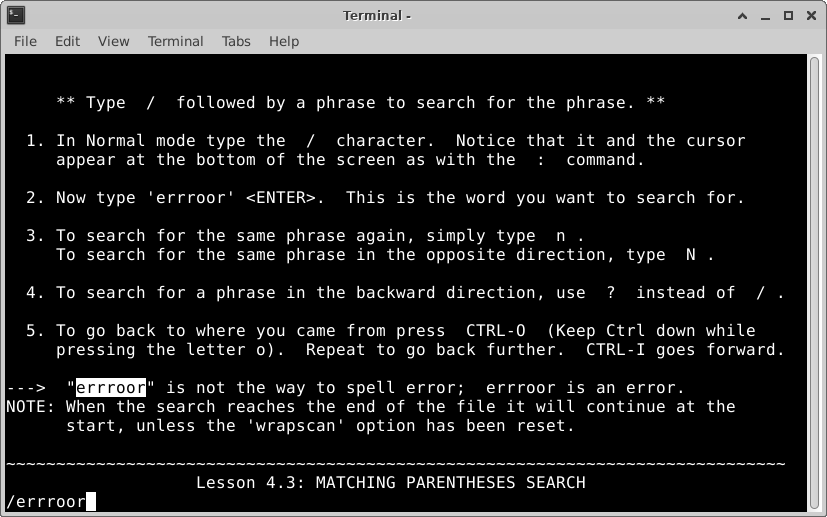 Terminal -
File Edit View Terminal Tabs Help
** Type  /  followed by a phrase to search for the phrase. **
1. In Normal mode type the  /  character.  Notice that it and the cursor
appear at the bottom of the screen as with the  :  command.
2. Now type 'errroor' <ENTER>.  This is the word you want to search for.
3. To search for the same phrase again, simply type  n .
To search for the same phrase in the opposite direction, type  N .
4. To search for a phrase in the backward direction, use  ?  instead of  / .
5. To go back to where you came from press  CTRL-O  (Keep Ctrl down while
pressing the letter o).  Repeat to go back further.  CTRL-I goes forward.
--->  "errroor" is not the way to spell error;  errroor is an error.
NOTE: When the search reaches the end of the file it will continue at the
start, unless the 'wrapscan' option has been reset.
~~~~~~~~~~~~~~~~~~~~~~~~~~~~~~~~~~~~~~~~~~~~~~~~~~~~~~~~~~~~~~~~~~~~~~~~~~~~~~
Lesson 4.3: MATCHING PARENTHESES SEARCH
/errroor